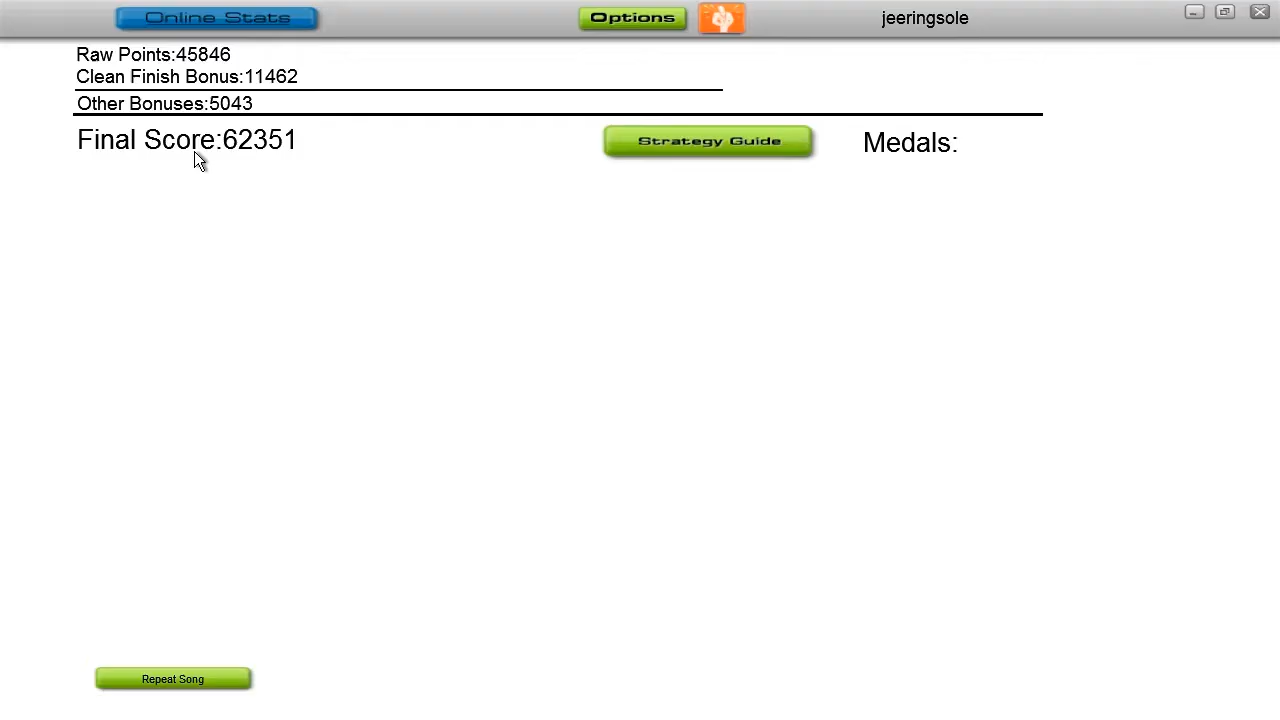 Online Stats
Options
jeeringsole
Raw Points:45846
Clean Finish Bonus:11462
Other Bonuses:5043
Final Score:62351
Strategy Guide
Medals:
Repeat Song